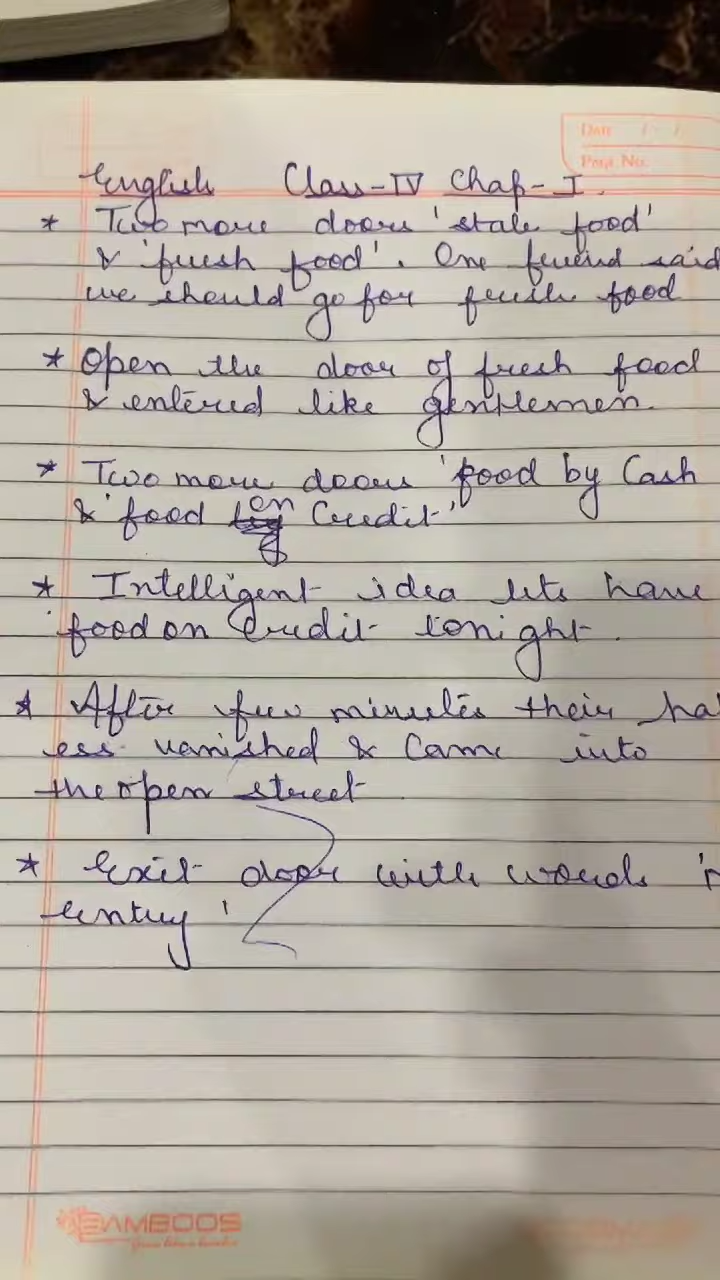 Date / /
Page No.
English Class-IV Chap-I.
* Two more doors 'stale food'
& 'fresh food'. One friend said
we should go for fresh food
* Open the door of fresh food
& entered like gentlemen.
* Two more doors 'food by Cash
& 'food on Credit'
* Intelligent idea lets have
food on Credit tonight.
* After few minutes their
ess vanished & Came into
the open street
* Exit door with words
Entry'
BAMBOOS